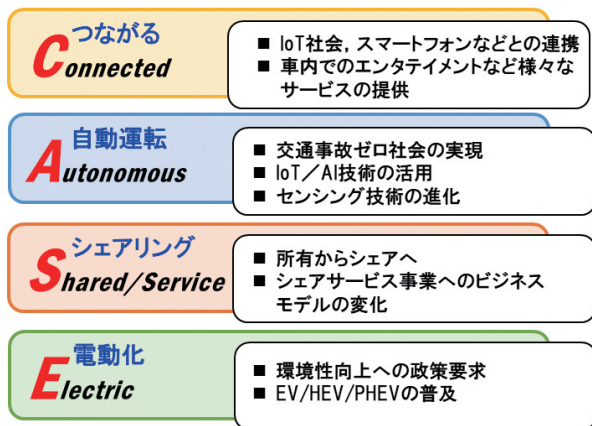 つながる
Connected
■ IoT社会，スマートフォンなどとの連携
■ 車内でのエンタテイメントなど様々な
サービスの提供
自動運転
Autonomous
■ 交通事故ゼロ社会の実現
■ IoT／AI技術の活用
■ センシング技術の進化
シェアリング
Shared/Service
■ 所有からシェアへ
■ シェアサービス事業へのビジネス
モデルの変化
電動化
Electric
■ 環境性向上への政策要求
■ EV/HEV/PHEVの普及